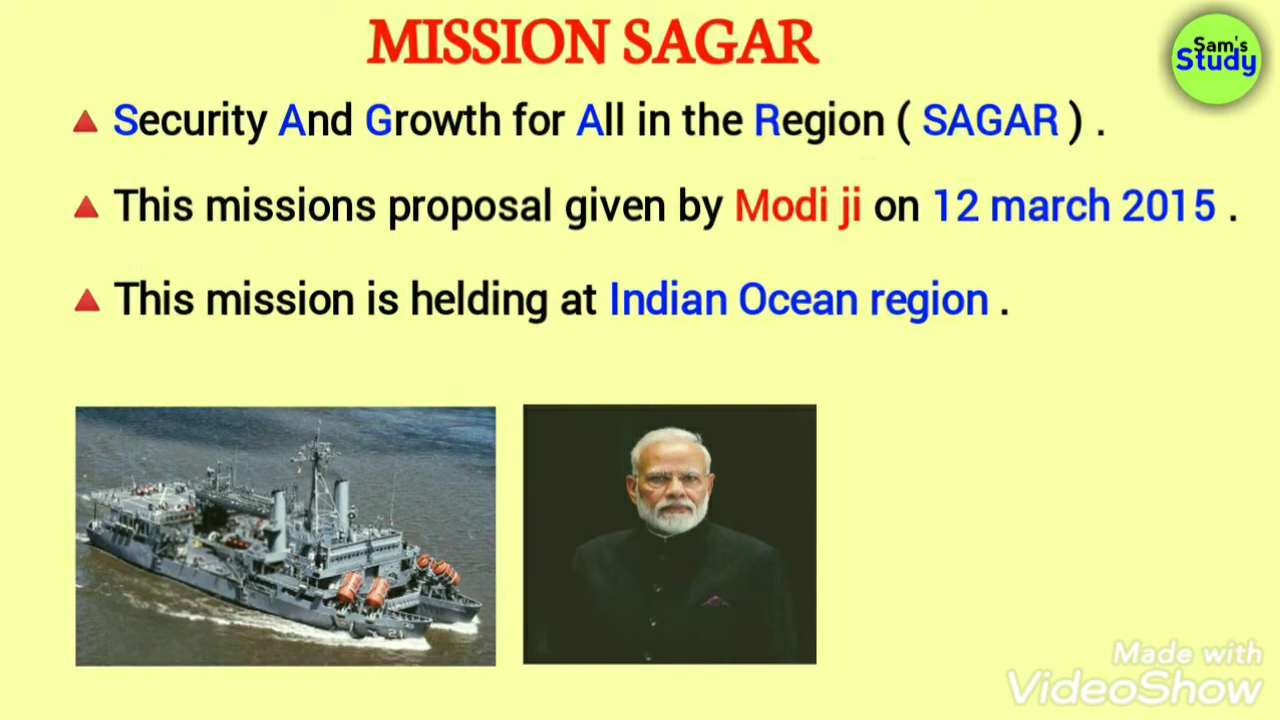 MISSION SAGAR
Sam's
Study
Security And Growth for All in the Region ( SAGAR ) .
This missions proposal given by Modi ji on 12 march 2015 .
This mission is helding at Indian Ocean region .
21
Made with
VideoShow